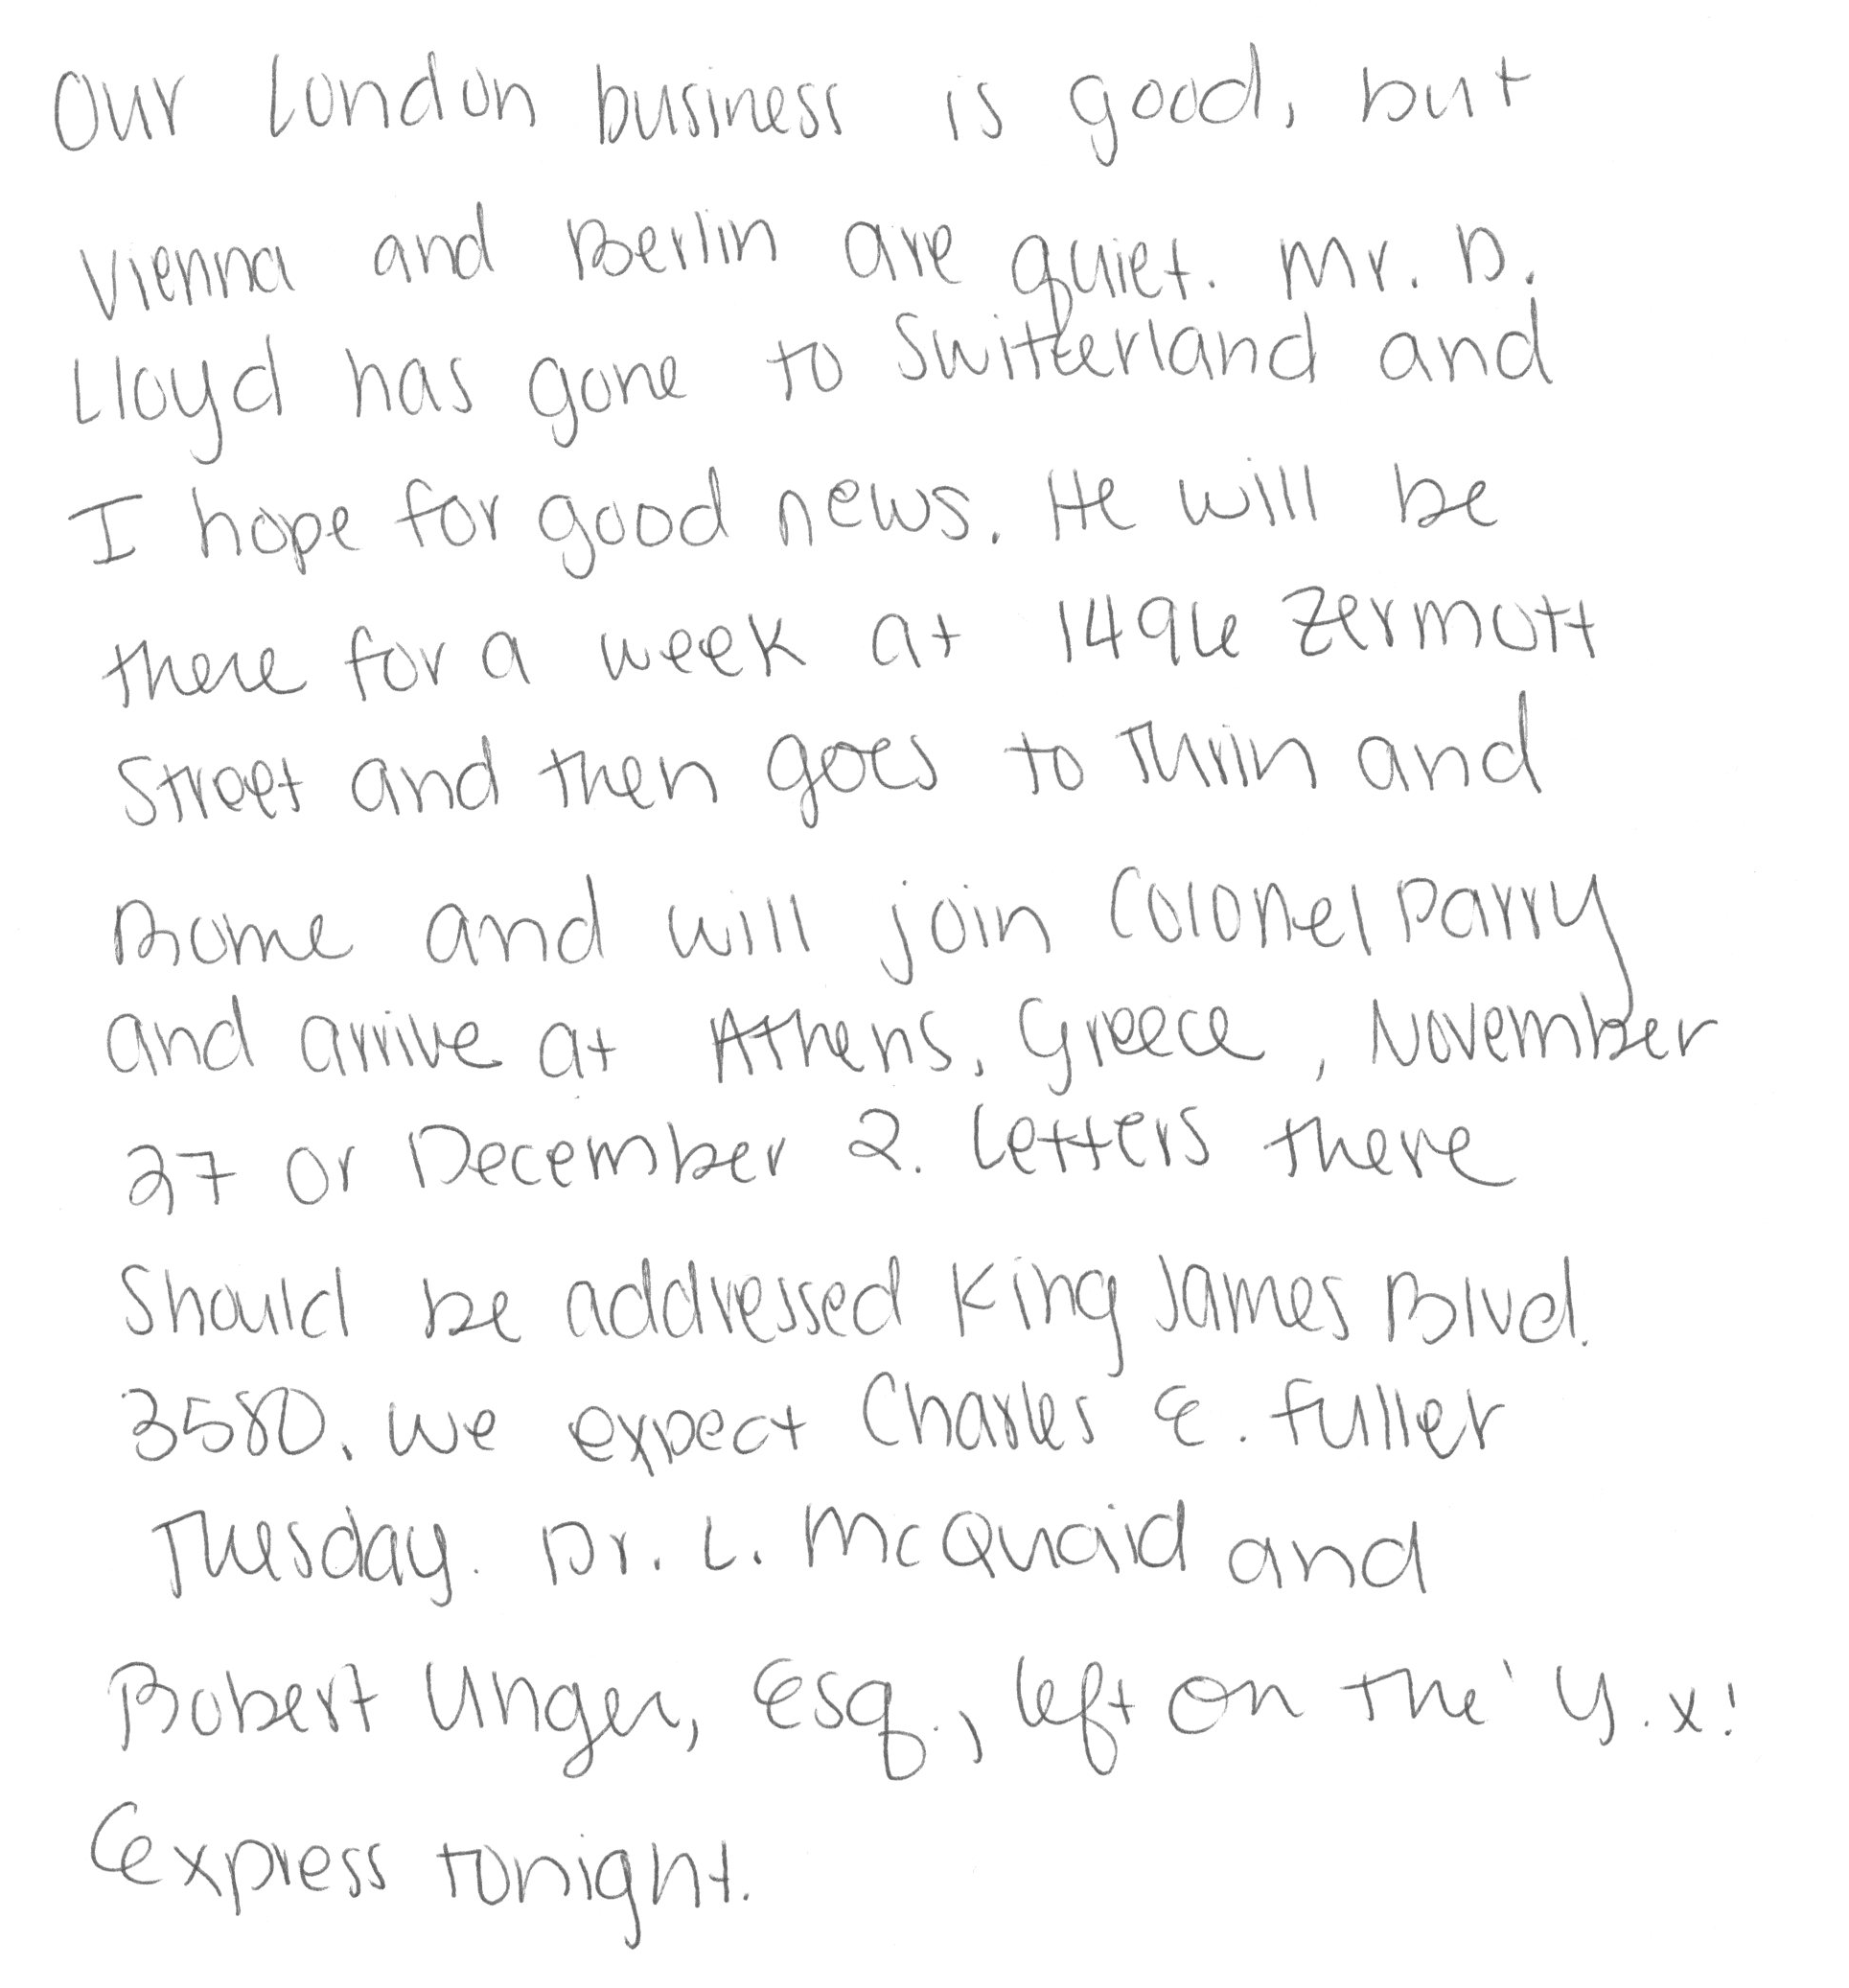 Our London business is good, but
Vienna and Berlin are quiet. Mr. D.
Lloyd has gone to Switzerland and
I hope for good news. He will be
there for a week at 1496 Zermott
Street and then goes to Turin and
Rome and will join Colonel Parry
and arrive at Athens, Greece, November
27 or December 2. Letters there
should be addressed King James Blvd.
3580. We expect Charles E. Fuller
Tuesday. Dr. L. McQuaid and
Robert Unger, Esq., left on the 'Y.X.'
Express tonight.